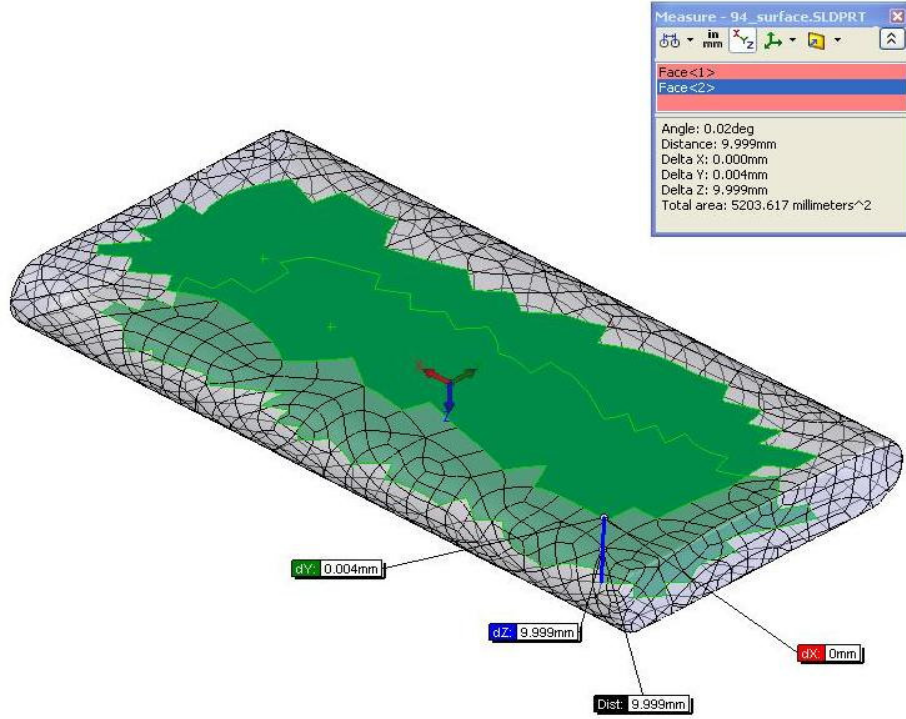 Measure - 94_surface.SLDPRT
in
mm
X
Y
Z
Face<1>
Face<2>
Angle: 0.02deg
Distance: 9.999mm
Delta X: 0.000mm
Delta Y: 0.004mm
Delta Z: 9.999mm
Total area: 5203.617 millimeters^2
X
Z
dY: 0.004mm
dZ: 9.999mm
dX: 0mm
Dist: 9.999mm